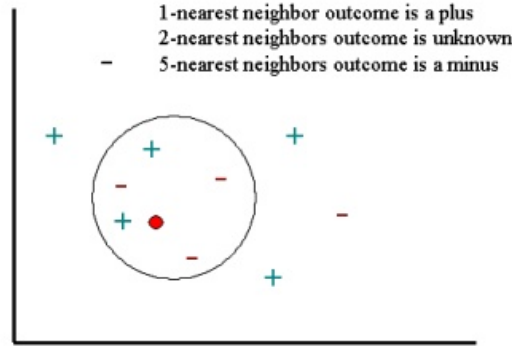 1-nearest neighbor outcome is a plus
2-nearest neighbors outcome is unknown
5-nearest neighbors outcome is a minus